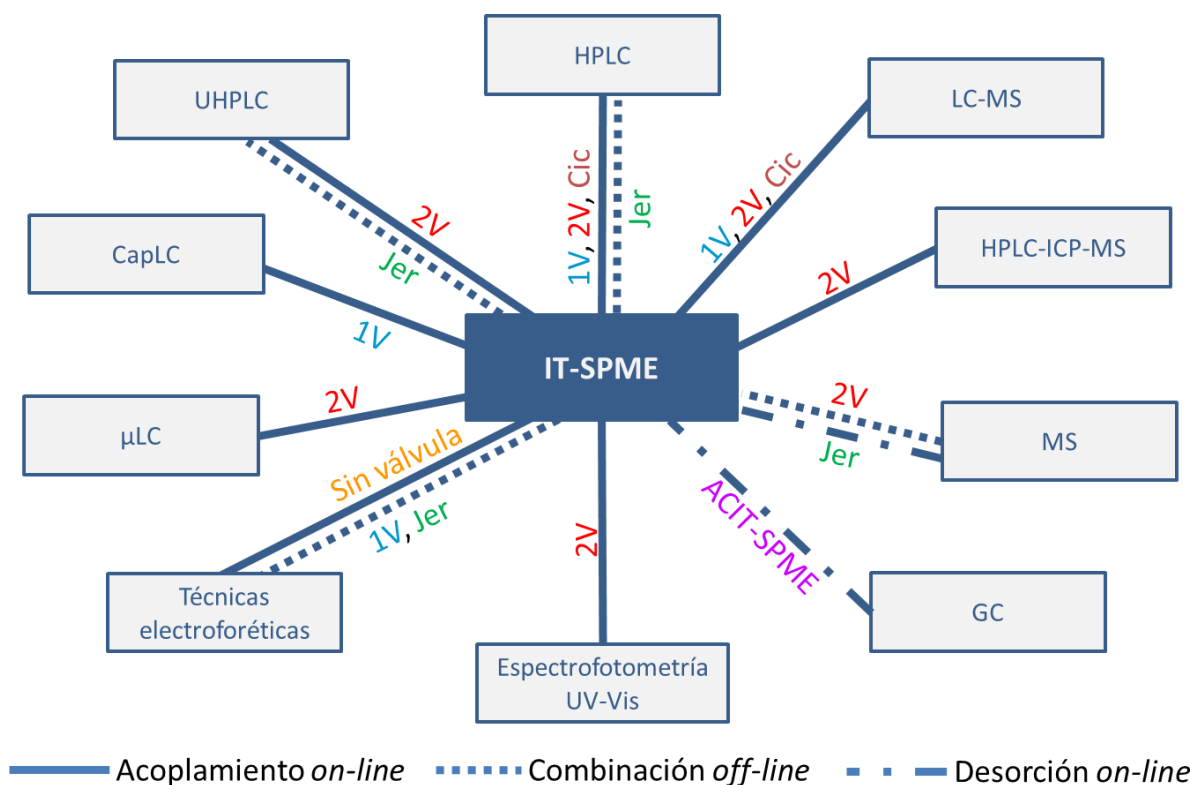 HPLC
UHPLC
LC-MS
1V, 2V, Cic
Jer
1V, 2V, Cic
2V
Jer
CapLC
HPLC-ICP-MS
2V
1V
IT-SPME
2V
µLC
2V
Jer
MS
Sin válvula
1V, Jer
2V
ACIT-SPME
Técnicas
electroforéticas
GC
Espectrofotometría
UV-Vis
Acoplamiento on-line
Combinación off-line
Desorción on-line